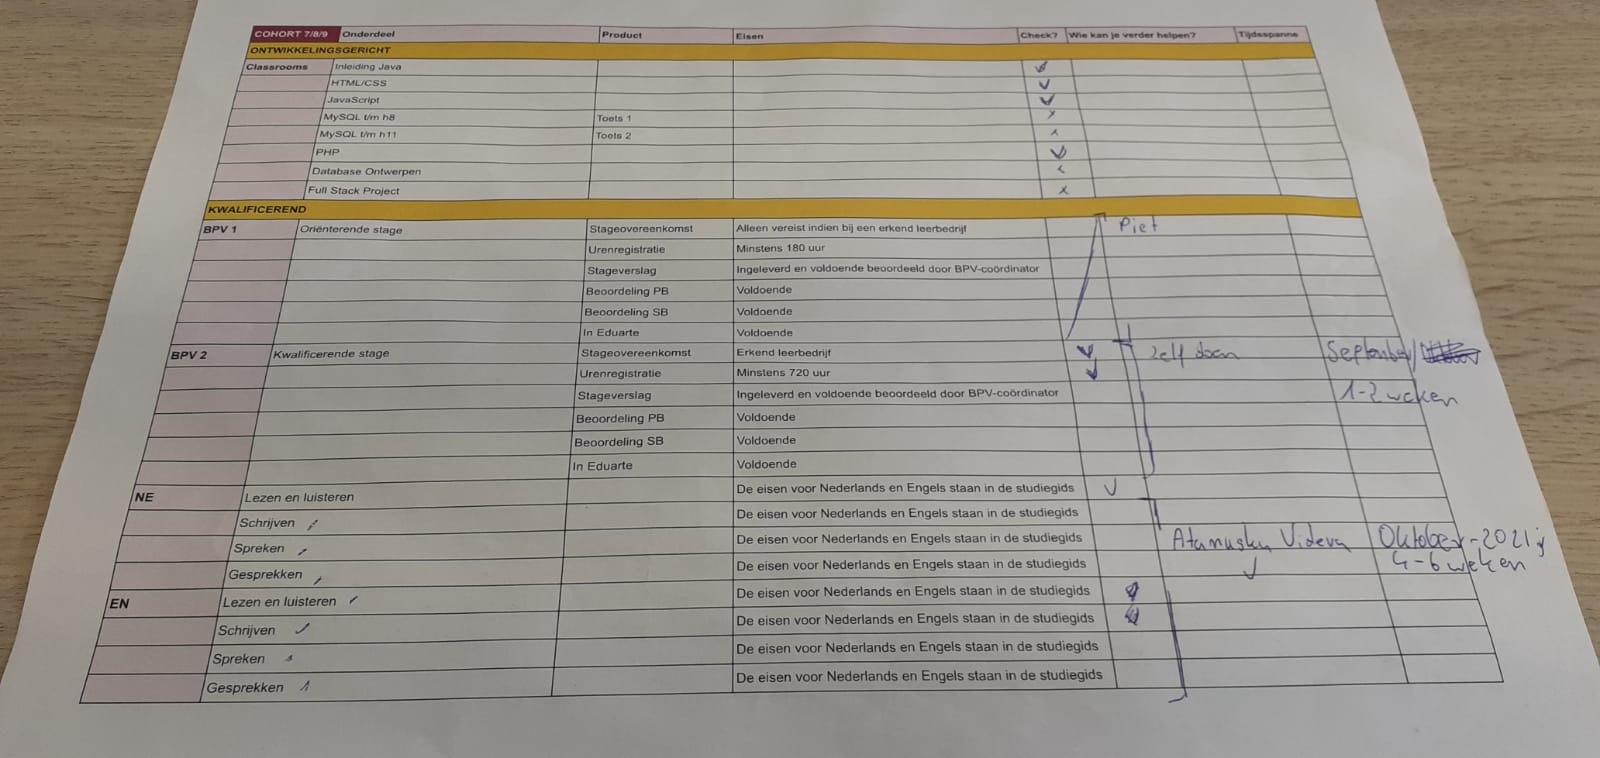 COHORT 7/8/9 Onderdeel Product Eisen Check? Wie kan je verder helpen? Tijdsspanne
ONTWIKKELINGSGERICHT
Classrooms Inleiding Java
HTML/CSS
JavaScript
MySQL t/m h8 Toets 1
MySQL t/m h11 Toets 2
PHP
Database Ontwerpen
Full Stack Project
KWALIFICEREND
BPV 1 Oriënterende stage Stageovereenkomst Alleen vereist indien bij een erkend leerbedrijf Piet
Urenregistratie Minstens 180 uur
Stageverslag Ingeleverd en voldoende beoordeeld door BPV-coördinator
Beoordeling PB Voldoende
Beoordeling SB Voldoende
In Eduarte Voldoende
BPV 2 Kwalificerende stage Stageovereenkomst Erkend leerbedrijf zelf doen September/
Urenregistratie Minstens 720 uur
Stageverslag Ingeleverd en voldoende beoordeeld door BPV-coördinator 1-2 weken
Beoordeling PB Voldoende
Beoordeling SB Voldoende
In Eduarte Voldoende
NE Lezen en luisteren De eisen voor Nederlands en Engels staan in de studiegids
Schrijven De eisen voor Nederlands en Engels staan in de studiegids
Spreken De eisen voor Nederlands en Engels staan in de studiegids Oktober-2021
Gesprekken De eisen voor Nederlands en Engels staan in de studiegids 4-6 weken
EN Lezen en luisteren De eisen voor Nederlands en Engels staan in de studiegids
Schrijven De eisen voor Nederlands en Engels staan in de studiegids
Spreken De eisen voor Nederlands en Engels staan in de studiegids
Gesprekken De eisen voor Nederlands en Engels staan in de studiegids